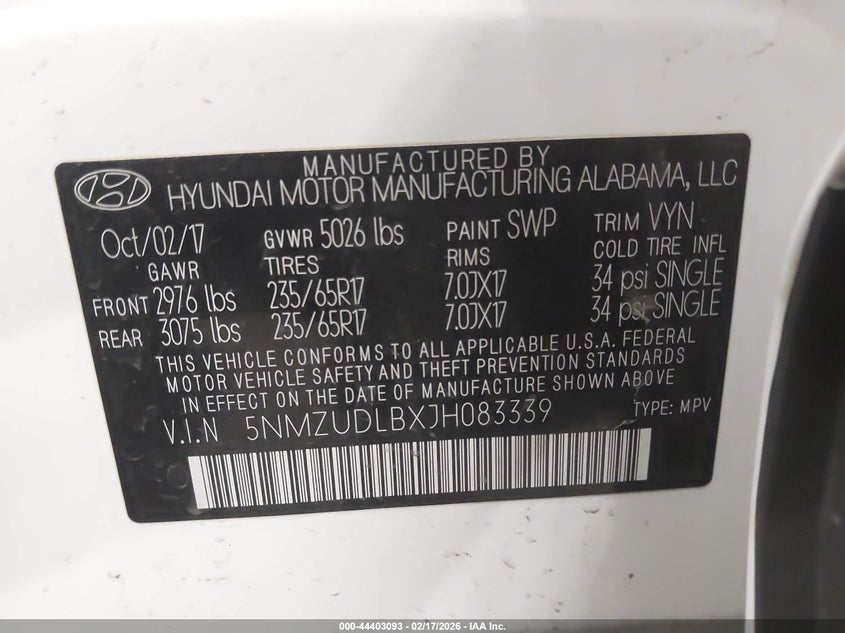 MANUFACTURED BY
HYUNDAI MOTOR MANUFACTURING ALABAMA, LLC
Oct/02/17 GVWR 5026 lbs PAINT SWP TRIM VYN
GAWR TIRES RIMS COLD TIRE INFL
FRONT 2976 lbs 235/65R17 7.0JX17 34 psi SINGLE
REAR 3075 lbs 235/65R17 7.0JX17 34 psi SINGLE
THIS VEHICLE CONFORMS TO ALL APPLICABLE U.S.A. FEDERAL
MOTOR VEHICLE SAFETY AND THEFT PREVENTION STANDARDS
IN EFFECT ON THE DATE OF MANUFACTURE SHOWN ABOVE
V.I.N 5NMZUDLBXJH083339 TYPE: MPV
000-44403093 - 02/17/2026 - IAA Inc.